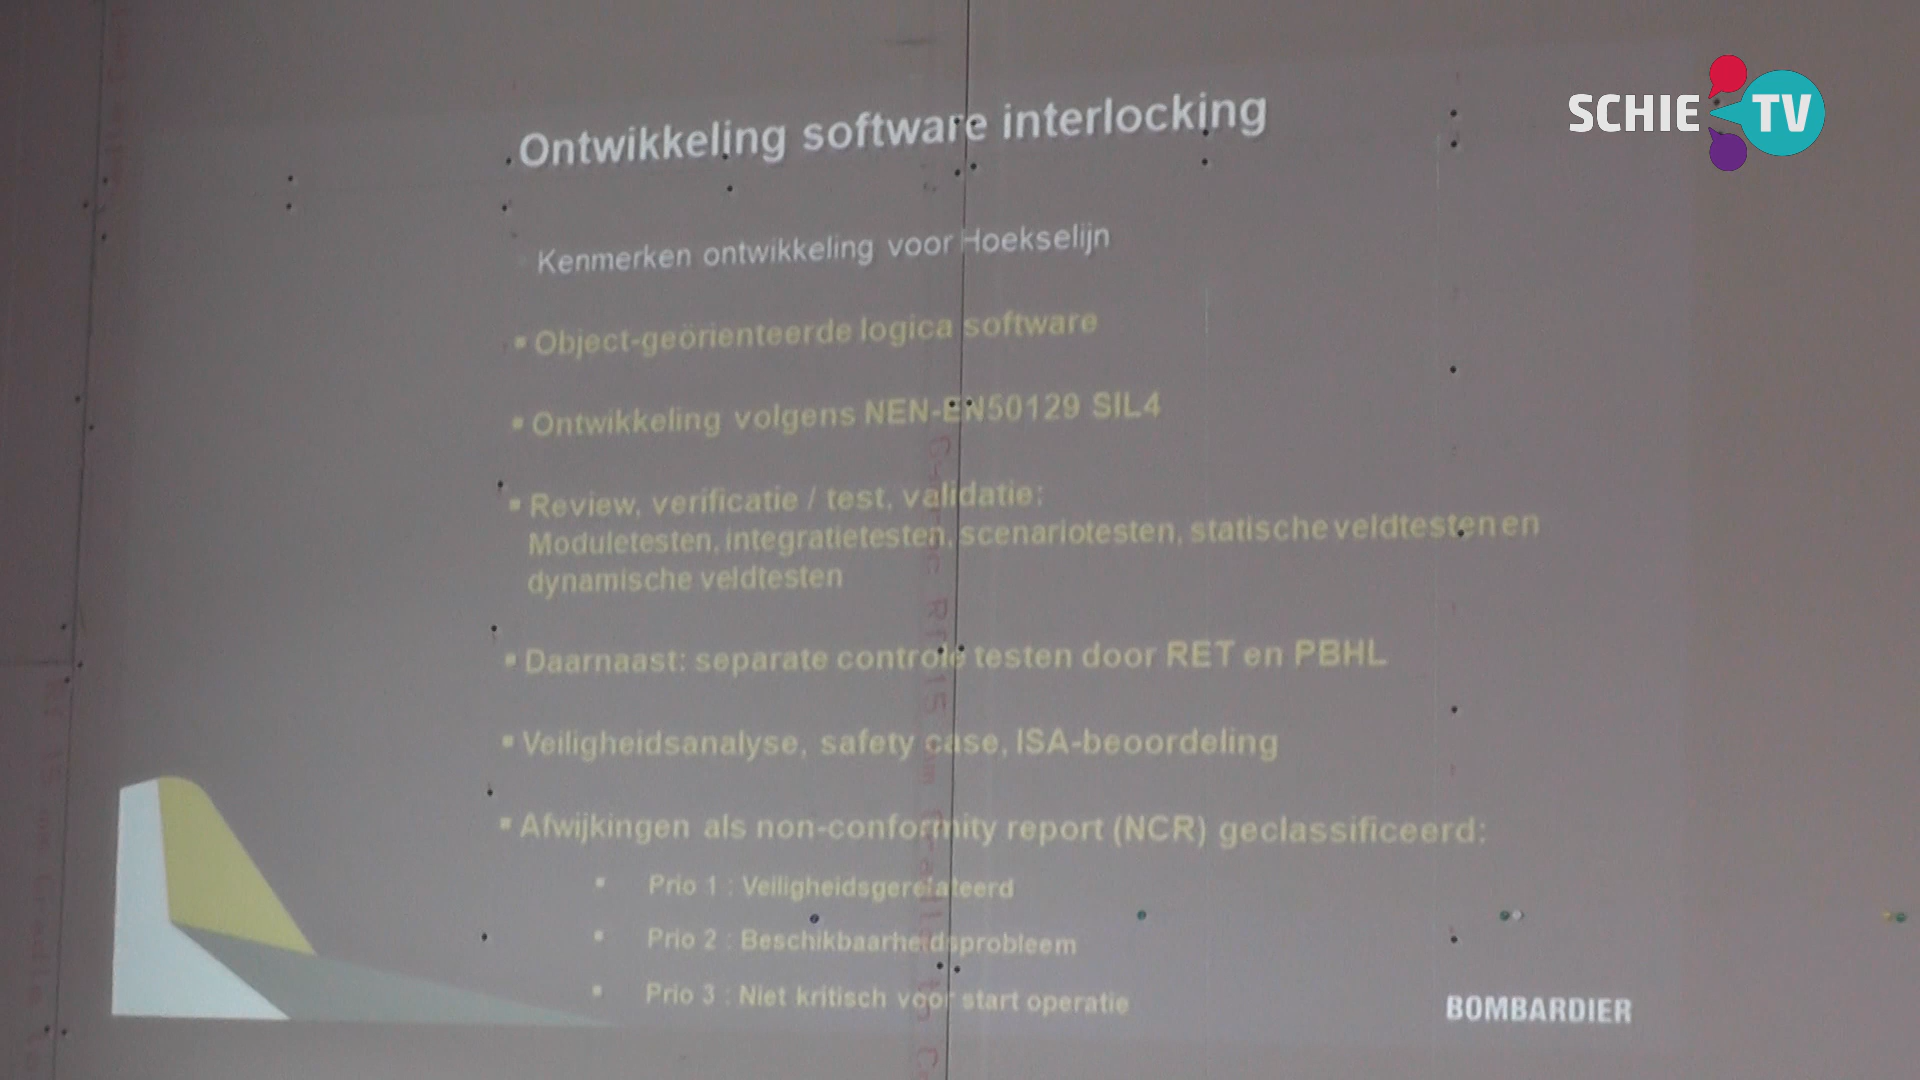 SCHIE TV
Ontwikkeling software interlocking
Kenmerken ontwikkeling voor Hoekselijn
▪ Object-geörienteerde logica software
▪ Ontwikkeling volgens NEN-EN50129 SIL4
▪ Review, verificatie / test, validatie:
Moduletesten, integratietesten, scenariotesten, statische veldtesten en
dynamische veldtesten
▪ Daarnaast: separate controle testen door RET en PBHL
▪ Veiligheidsanalyse, safety case, ISA-beoordeling
▪ Afwijkingen als non-conformity report (NCR) geclassificeerd:
▪ Prio 1 : Veiligheidsgerelateerd
▪ Prio 2 : Beschikbaarheidsprobleem
▪ Prio 3 : Niet kritisch voor start operatie
BOMBARDIER